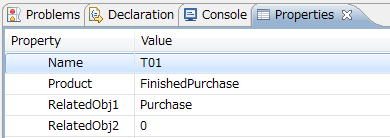 Problems Declaration Console Properties
Property Value
Name T01
Product FinishedPurchase
RelatedObj1 Purchase
RelatedObj2 0